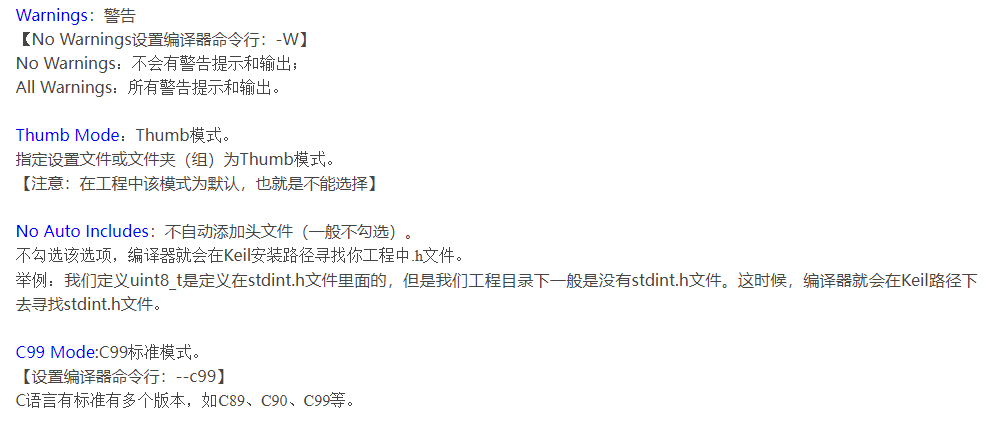 Warnings：警告
【No Warnings设置编译器命令行：-W】
No Warnings：不会有警告提示和输出；
All Warnings：所有警告提示和输出。
Thumb Mode：Thumb模式。
指定设置文件或文件夹（组）为Thumb模式。
【注意：在工程中该模式为默认，也就是不能选择】
No Auto Includes：不自动添加头文件（一般不勾选）。
不勾选该选项，编译器就会在Keil安装路径寻找你工程中.h文件。
举例：我们定义uint8_t是定义在stdint.h文件里面的，但是我们工程目录下一般是没有stdint.h文件。这时候，编译器就会在Keil路径下
去寻找stdint.h文件。
C99 Mode:C99标准模式。
【设置编译器命令行：--c99】
C语言有标准有多个版本，如C89、C90、C99等。